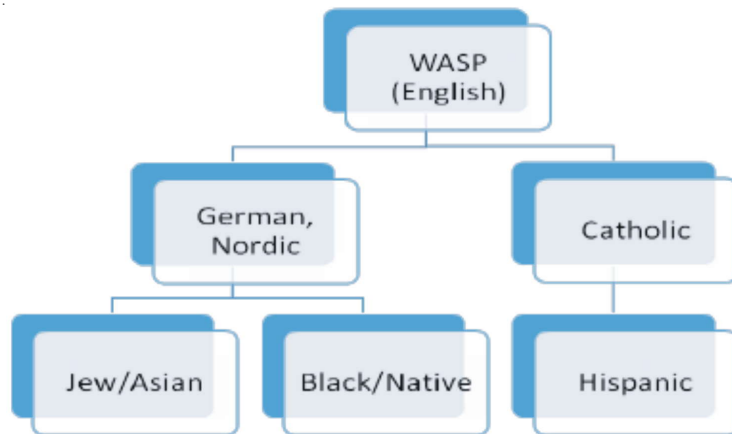 WASP
(English)
German,
Nordic
Catholic
Jew/Asian
Black/Native
Hispanic